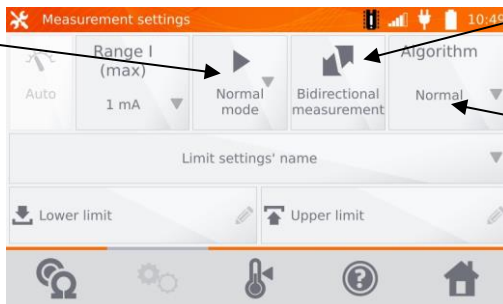 Measurement settings
10:49
Range I
(max)
Algorithm
Auto
1 mA
Normal
mode
Bidirectional
measurement
Normal
Limit settings' name
Lower limit
Upper limit